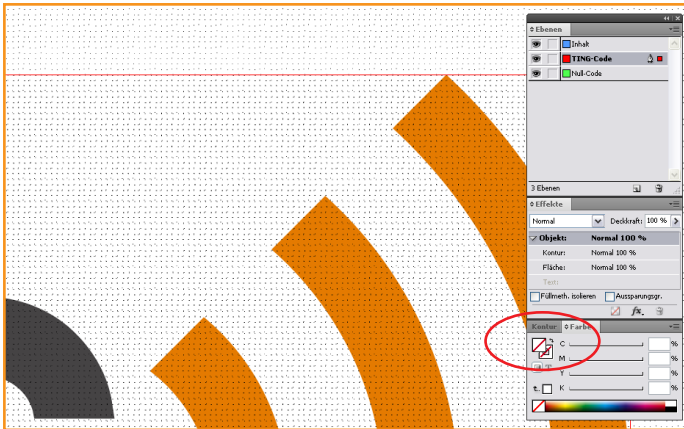 Ebenen
Inhalt
TING-Code
Null-Code
3 Ebenen
Effekte
Normal Deckkraft: 100 %
Objekt: Normal 100 %
Kontur: Normal 100 %
Fläche: Normal 100 %
Text:
Füllmeth. isolieren Aussparungsgr.
fx.
Kontur Farbe
C %
M %
T Y %
K %